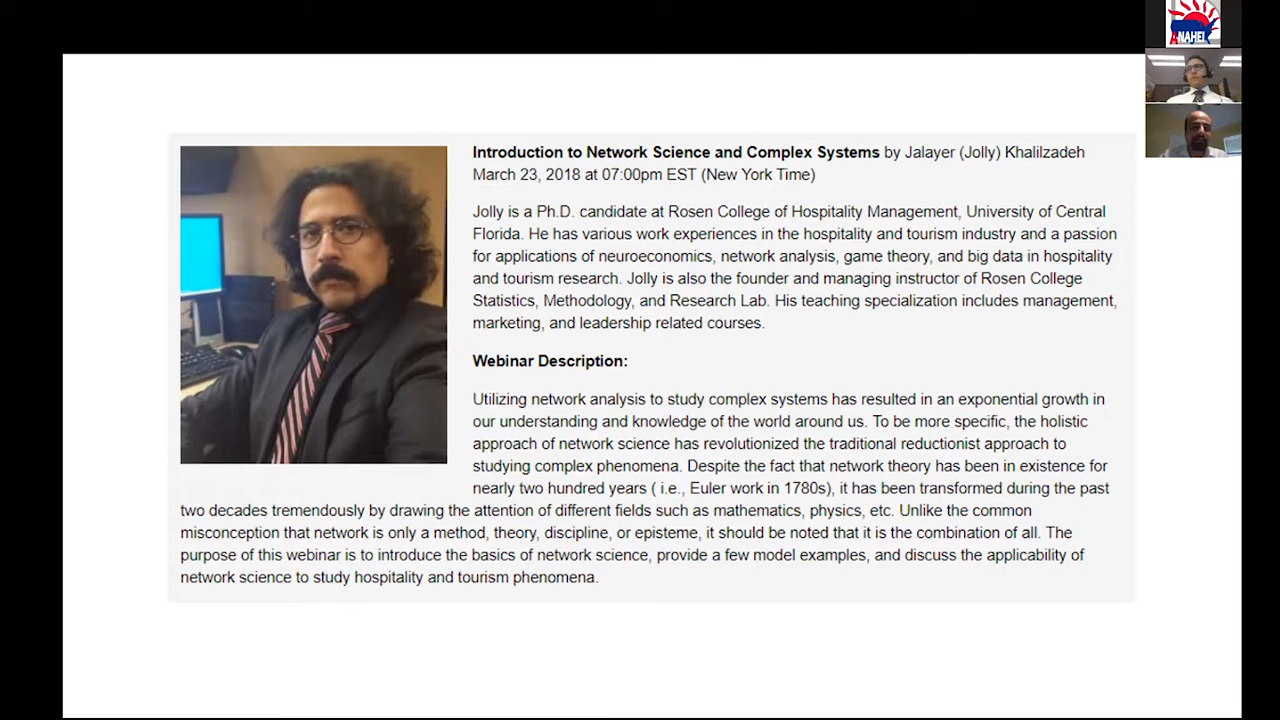 ANAHEI
Introduction to Network Science and Complex Systems by Jalayer (Jolly) Khalilzadeh
March 23, 2018 at 07:00pm EST (New York Time)
Jolly is a Ph.D. candidate at Rosen College of Hospitality Management, University of Central
Florida. He has various work experiences in the hospitality and tourism industry and a passion
for applications of neuroeconomics, network analysis, game theory, and big data in hospitality
and tourism research. Jolly is also the founder and managing instructor of Rosen College
Statistics, Methodology, and Research Lab. His teaching specialization includes management,
marketing, and leadership related courses.
Webinar Description:
Utilizing network analysis to study complex systems has resulted in an exponential growth in
our understanding and knowledge of the world around us. To be more specific, the holistic
approach of network science has revolutionized the traditional reductionist approach to
studying complex phenomena. Despite the fact that network theory has been in existence for
nearly two hundred years ( i.e., Euler work in 1780s), it has been transformed during the past
two decades tremendously by drawing the attention of different fields such as mathematics, physics, etc. Unlike the common
misconception that network is only a method, theory, discipline, or episteme, it should be noted that it is the combination of all. The
purpose of this webinar is to introduce the basics of network science, provide a few model examples, and discuss the applicability of
network science to study hospitality and tourism phenomena.